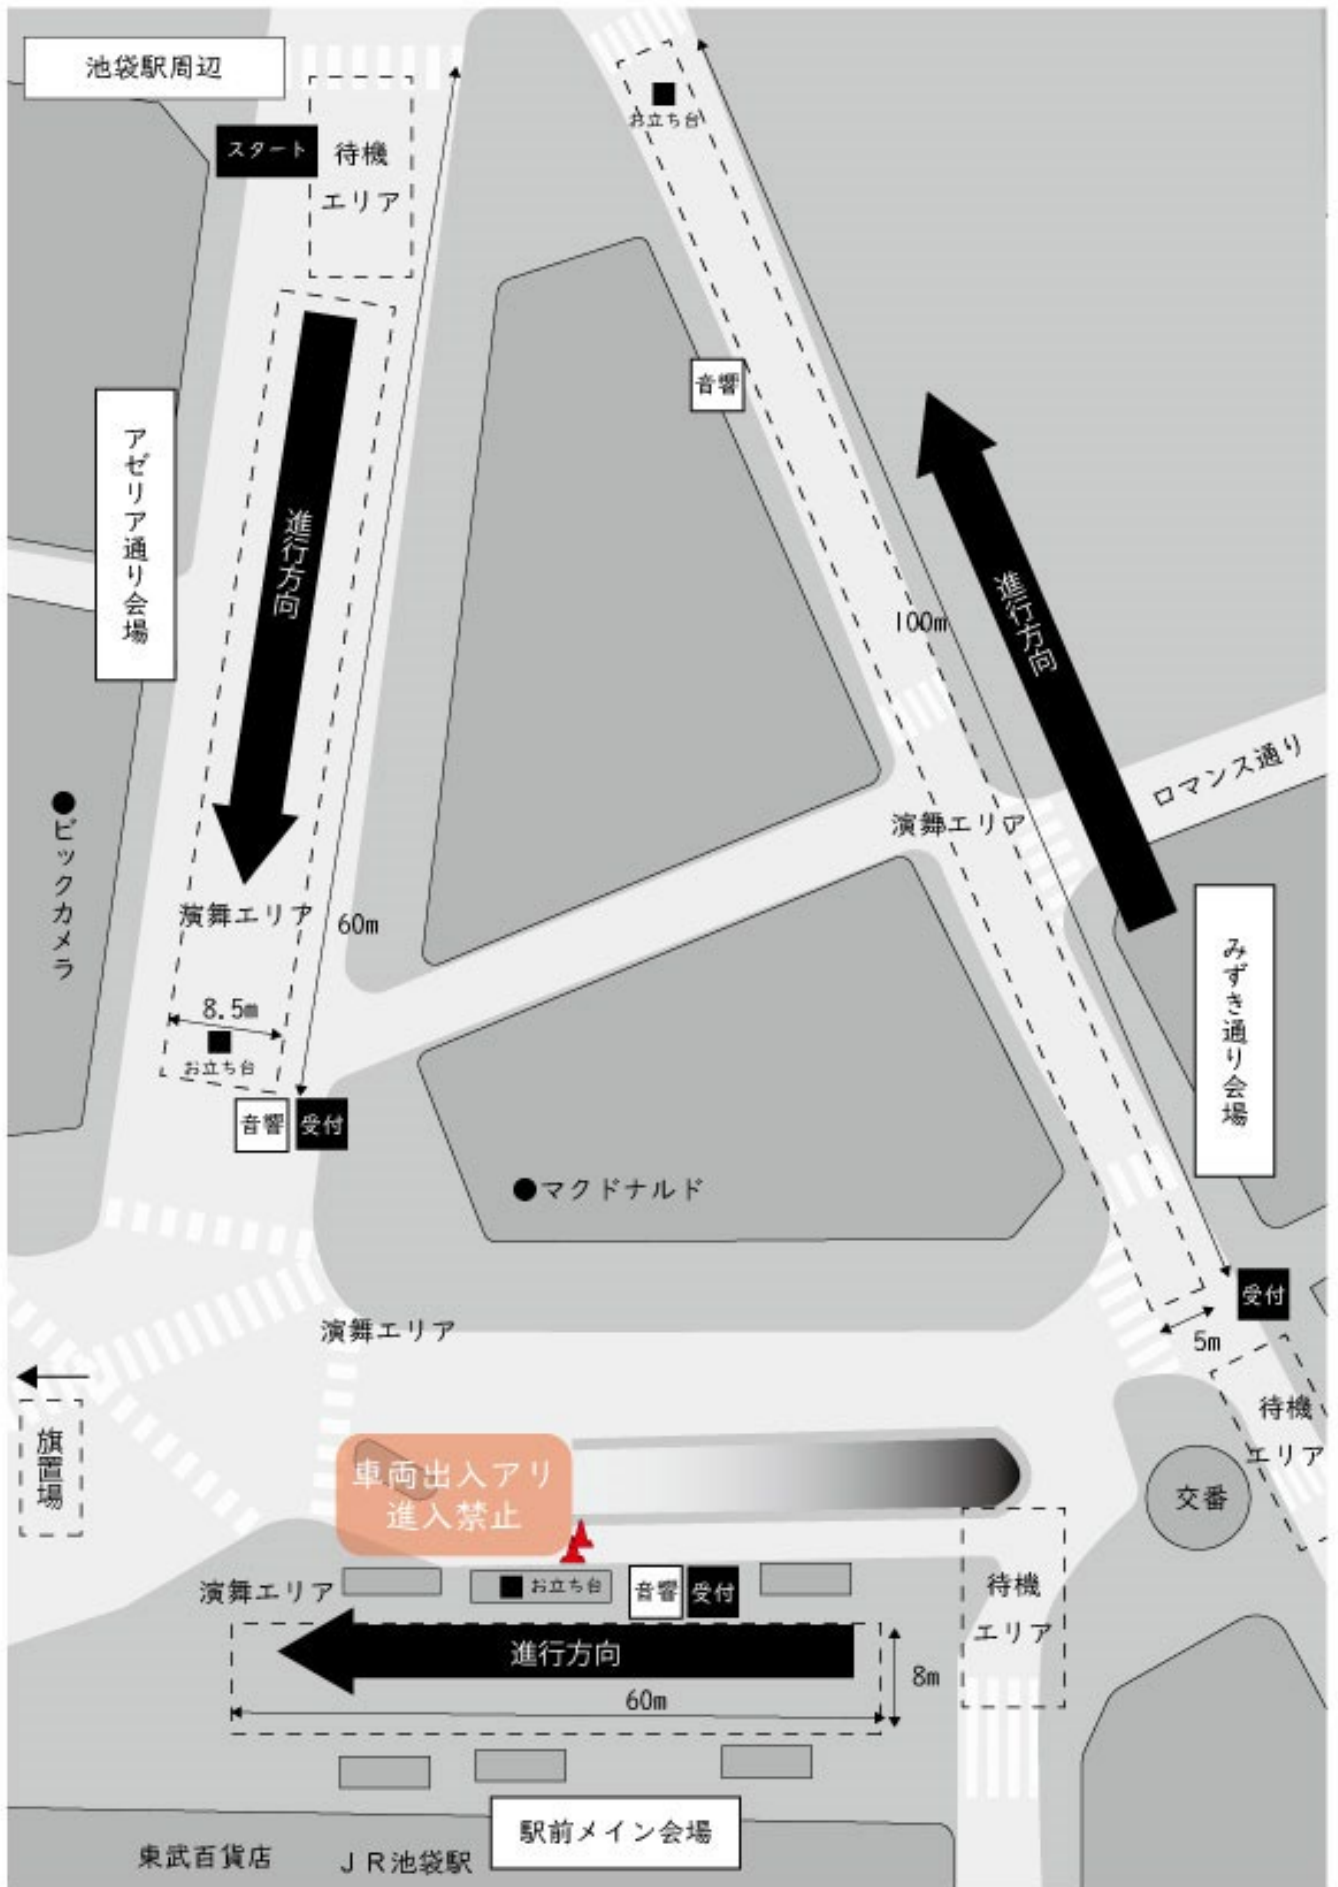 池袋駅周辺
スタート
待機
エリア
お立ち台
音響
アゼリア通り会場
進行方向
進行方向
100m
ロマンス通り
演舞エリア
ビックカメラ
演舞エリア
60m
みずき通り会場
8.5m
お立ち台
音響
受付
マクドナルド
受付
演舞エリア
5m
待機
エリア
旗置場
車両出入アリ
進入禁止
交番
演舞エリア
お立ち台
音響
受付
待機
エリア
進行方向
8m
60m
駅前メイン会場
東武百貨店
JR池袋駅